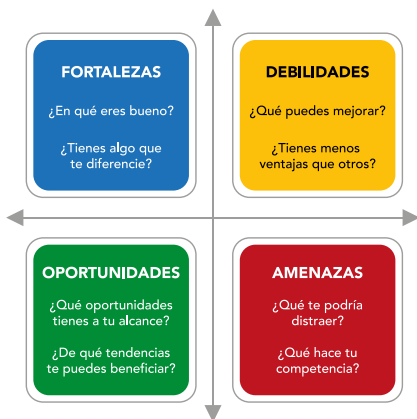 FORTALEZAS
¿En qué eres bueno?
¿Tienes algo que
te diferencie?
DEBILIDADES
¿Qué puedes mejorar?
¿Tienes menos
ventajas que otros?
OPORTUNIDADES
¿Qué oportunidades
tienes a tu alcance?
¿De qué tendencias
te puedes beneficiar?
AMENAZAS
¿Qué te podría
distraer?
¿Qué hace tu
competencia?